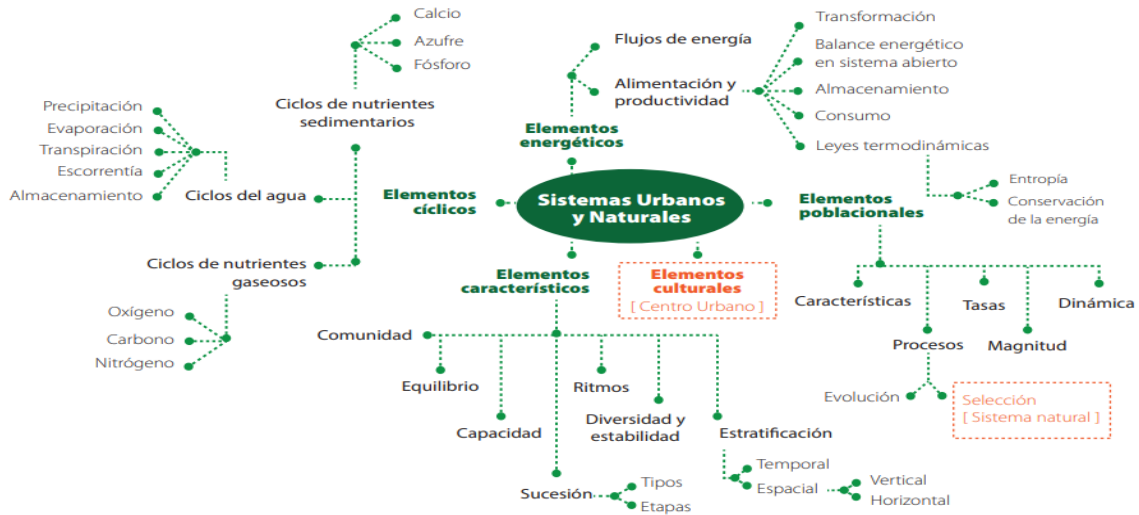 Calcio
Azufre
Fósforo
Ciclos de nutrientes
sedimentarios
Precipitación
Evaporación
Transpiración
Escorrentía
Almacenamiento
Ciclos del agua
Elementos
cíclicos
Ciclos de nutrientes
gaseosos
Oxígeno
Carbono
Nitrógeno
Flujos de energía
Alimentación y
productividad
Elementos
energéticos
Transformación
Balance energético
en sistema abierto
Almacenamiento
Consumo
Leyes termodinámicas
Entropía
Conservación
de la energía
Sistemas Urbanos
y Naturales
Elementos
poblacionales
Características
Tasas
Dinámica
Procesos
Magnitud
Evolución
Selección
[ Sistema natural ]
Elementos
culturales
[ Centro Urbano ]
Elementos
característicos
Comunidad
Equilibrio
Ritmos
Capacidad
Diversidad y
estabilidad
Estratificación
Sucesión
Tipos
Etapas
Temporal
Espacial
Vertical
Horizontal